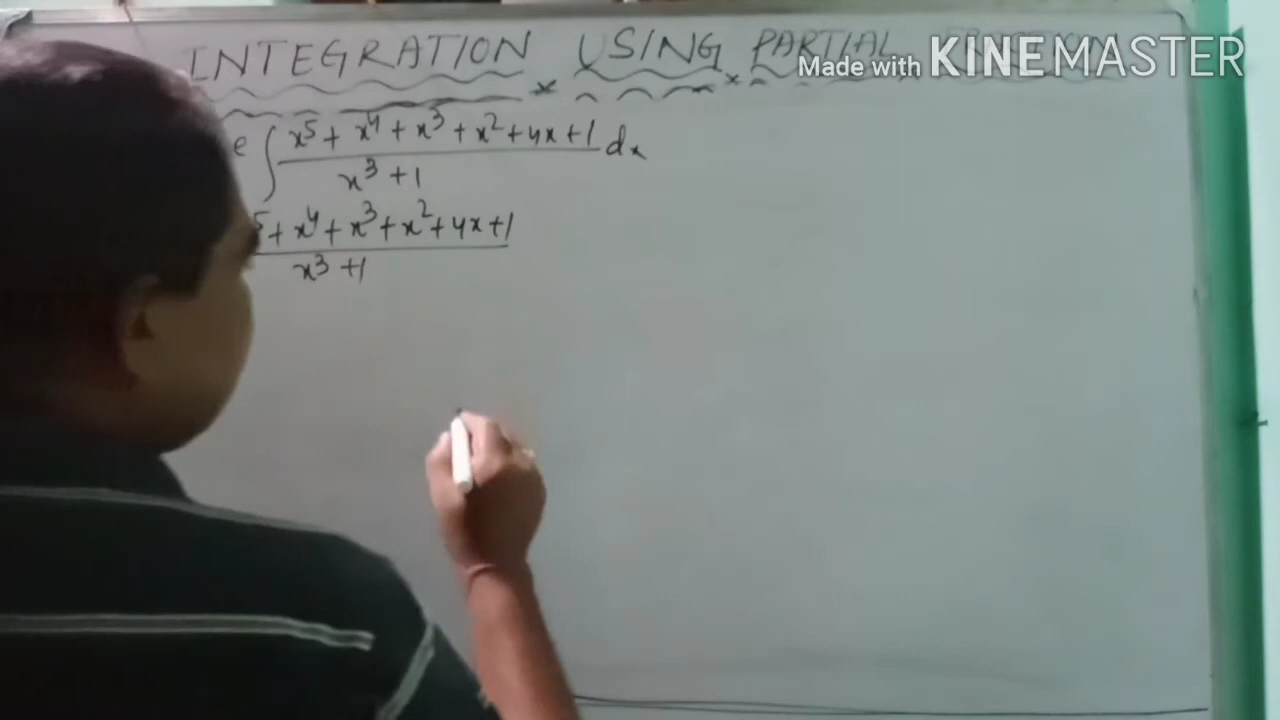 INTEGRATION USING PARTIAL
Made with KINEMASTER
e ∫ x⁵ + x⁴ + x³ + x² + 4x + 1 dx
x³ + 1
5 + x⁴ + x³ + x² + 4x + 1
x³ + 1